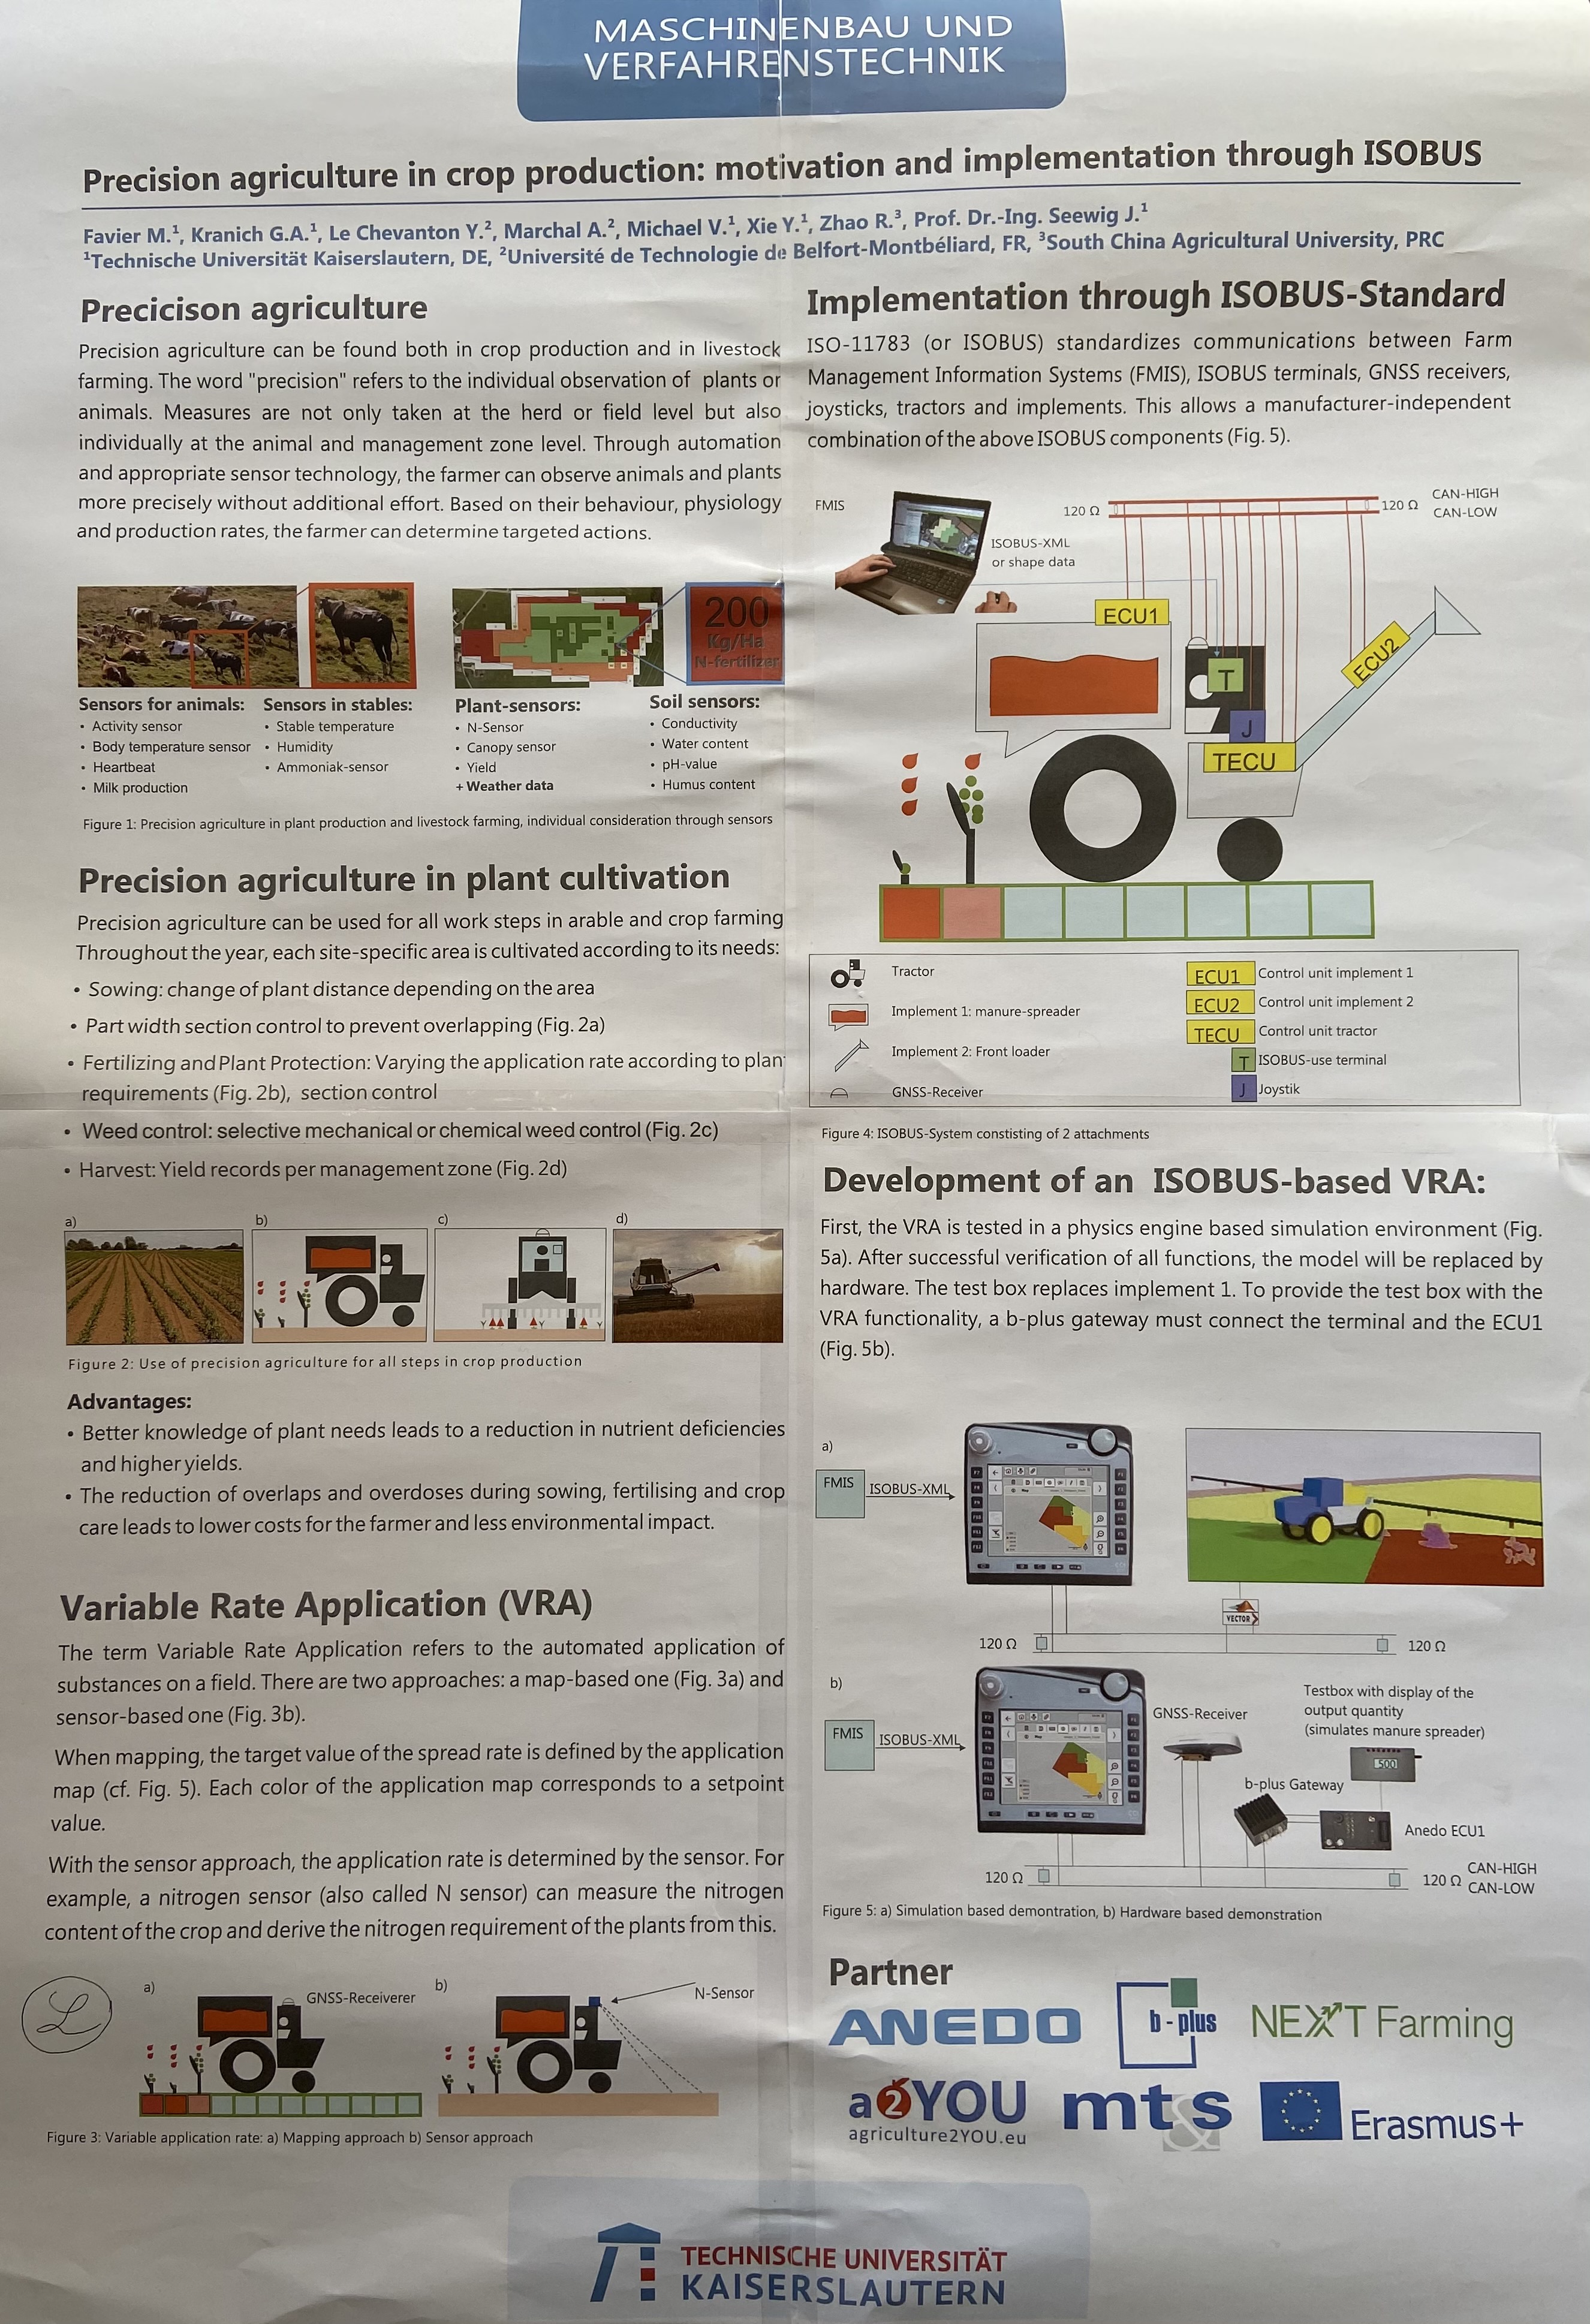 MASCHINENBAU UND
VERFAHRENSTECHNIK
Precision agriculture in crop production: motivation and implementation through ISOBUS
Favier M.¹, Kranich G.A.¹, Le Chevanton Y.², Marchal A.², Michael V.¹, Xie Y.¹, Zhao R.³, Prof. Dr.-Ing. Seewig J.¹
¹Technische Universität Kaiserslautern, DE, ²Université de Technologie de Belfort-Montbéliard, FR, ³South China Agricultural University, PRC
Precicison agriculture
Precision agriculture can be found both in crop production and in livestock
farming. The word "precision" refers to the individual observation of plants or
animals. Measures are not only taken at the herd or field level but also
individually at the animal and management zone level. Through automation
and appropriate sensor technology, the farmer can observe animals and plants
more precisely without additional effort. Based on their behaviour, physiology
and production rates, the farmer can determine targeted actions.
200
Kg/Ha
N-fertilizer
Sensors for animals:
• Activity sensor
• Body temperature sensor
• Heartbeat
• Milk production
Sensors in stables:
• Stable temperature
• Humidity
• Ammoniak-sensor
Plant-sensors:
• N-Sensor
• Canopy sensor
• Yield
+ Weather data
Soil sensors:
• Conductivity
• Water content
• pH-value
• Humus content
Figure 1: Precision agriculture in plant production and livestock farming, individual consideration through sensors
Precision agriculture in plant cultivation
Precision agriculture can be used for all work steps in arable and crop farming
Throughout the year, each site-specific area is cultivated according to its needs:
• Sowing: change of plant distance depending on the area
• Part width section control to prevent overlapping (Fig. 2a)
• Fertilizing and Plant Protection: Varying the application rate according to plan
requirements (Fig. 2b), section control
• Weed control: selective mechanical or chemical weed control (Fig. 2c)
• Harvest: Yield records per management zone (Fig. 2d)
a)
b)
c)
d)
Figure 2: Use of precision agriculture for all steps in crop production
Advantages:
• Better knowledge of plant needs leads to a reduction in nutrient deficiencies
and higher yields.
• The reduction of overlaps and overdoses during sowing, fertilising and crop
care leads to lower costs for the farmer and less environmental impact.
Variable Rate Application (VRA)
The term Variable Rate Application refers to the automated application of
substances on a field. There are two approaches: a map-based one (Fig. 3a) and
sensor-based one (Fig. 3b).
When mapping, the target value of the spread rate is defined by the application
map (cf. Fig. 5). Each color of the application map corresponds to a setpoint
value.
With the sensor approach, the application rate is determined by the sensor. For
example, a nitrogen sensor (also called N sensor) can measure the nitrogen
content of the crop and derive the nitrogen requirement of the plants from this.
L
a)
GNSS-Receiverer
b)
N-Sensor
Figure 3: Variable application rate: a) Mapping approach b) Sensor approach
Implementation through ISOBUS-Standard
ISO-11783 (or ISOBUS) standardizes communications between Farm
Management Information Systems (FMIS), ISOBUS terminals, GNSS receivers,
joysticks, tractors and implements. This allows a manufacturer-independent
combination of the above ISOBUS components (Fig. 5).
FMIS
ISOBUS-XML
or shape data
120 Ω
120 Ω
CAN-HIGH
CAN-LOW
ECU1
ECU2
T
J
TECU
Tractor
Implement 1: manure-spreader
Implement 2: Front loader
GNSS-Receiver
ECU1 Control unit implement 1
ECU2 Control unit implement 2
TECU Control unit tractor
T ISOBUS-use terminal
J Joystik
Figure 4: ISOBUS-System constisting of 2 attachments
Development of an ISOBUS-based VRA:
First, the VRA is tested in a physics engine based simulation environment (Fig.
5a). After successful verification of all functions, the model will be replaced by
hardware. The test box replaces implement 1. To provide the test box with the
VRA functionality, a b-plus gateway must connect the terminal and the ECU1
(Fig. 5b).
a)
FMIS
ISOBUS-XML
VECTOR
120 Ω
120 Ω
b)
FMIS
ISOBUS-XML
GNSS-Receiver
Testbox with display of the
output quantity
(simulates manure spreader)
500
b-plus Gateway
Anedo ECU1
120 Ω
120 Ω
CAN-HIGH
CAN-LOW
Figure 5: a) Simulation based demontration, b) Hardware based demonstration
Partner
ANEDO
b-plus
NEXT Farming
a2YOU
agriculture2YOU.eu
mt&s
Erasmus+
TECHNISCHE UNIVERSITÄT
KAISERSLAUTERN